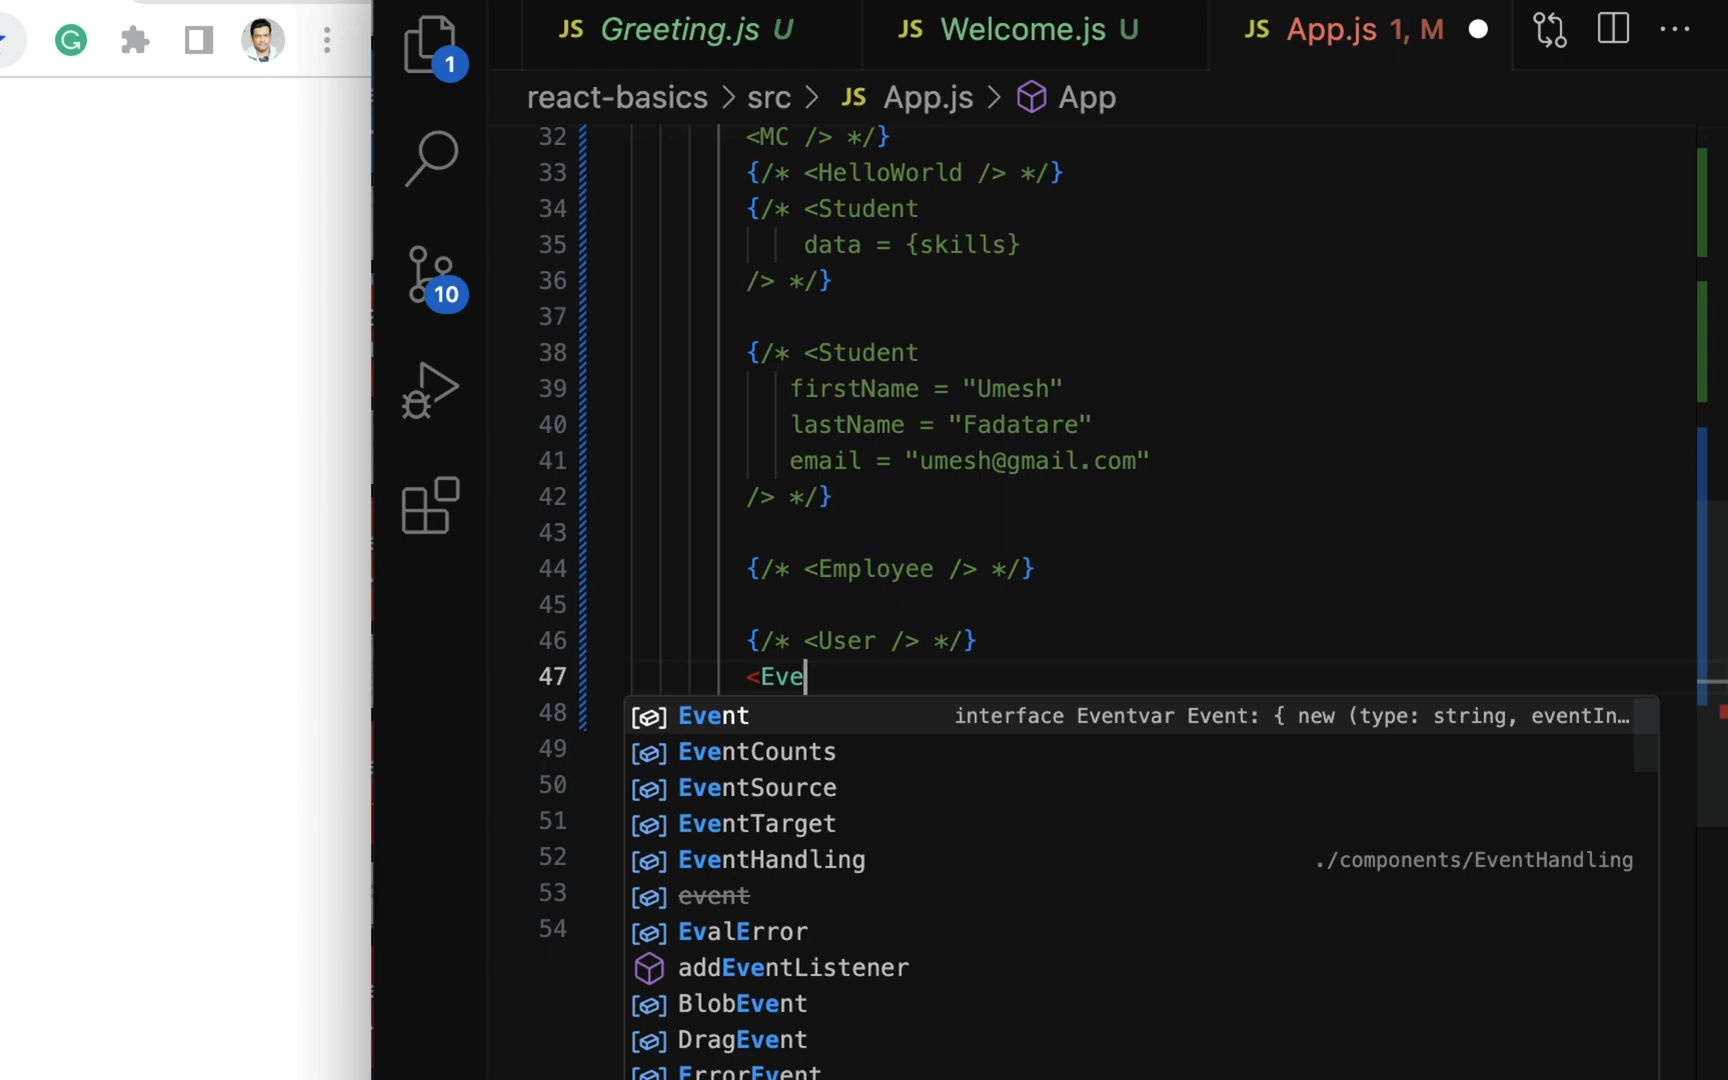 JS Greeting.js U
JS Welcome.js U
JS App.js 1, M
1
react-basics > src > JS App.js > App
32 <MC /> */}
33 {/* <HelloWorld /> */}
34 {/* <Student
35 data = {skills}
36 /> */}
37
38 {/* <Student
39 firstName = "Umesh"
40 lastName = "Fadatare"
41 email = "umesh@gmail.com"
42 /> */}
43
44 {/* <Employee /> */}
45
46 {/* <User /> */}
47 <Eve
48
49
50
51
52
53
54
10
Event interface Eventvar Event: { new (type: string, eventIn…
EventCounts
EventSource
EventTarget
EventHandling ./components/EventHandling
event
EvalError
addEventListener
BlobEvent
DragEvent
ErrorEvent